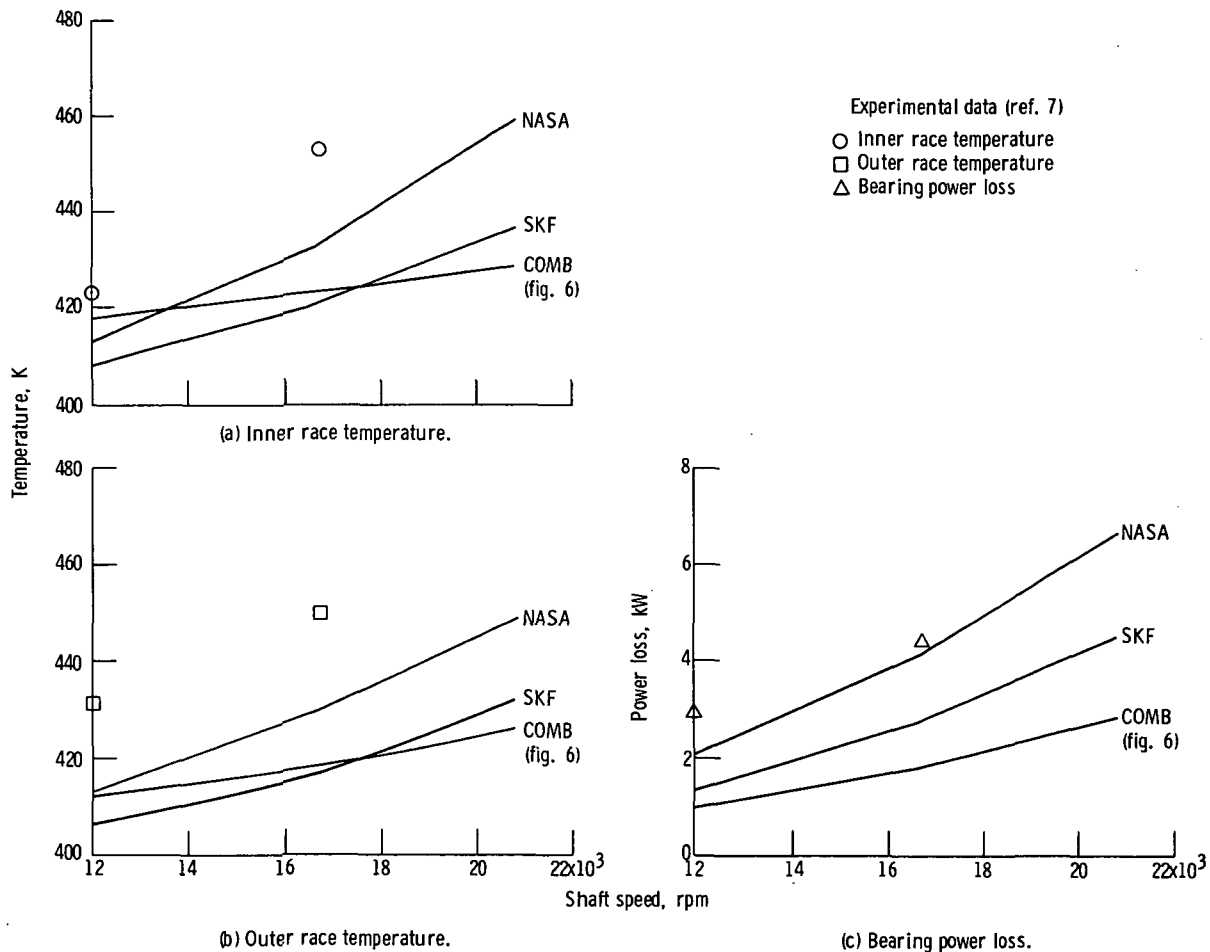 480
460
440
420
400
NASA
SKF
COMB
(fig. 6)
(a) Inner race temperature.
Experimental data (ref. 7)
Inner race temperature
Outer race temperature
Bearing power loss
Temperature, K
480
460
440
420
400
12
14
16
18
20
22x10³
NASA
SKF
COMB
(fig. 6)
(b) Outer race temperature.
Power loss, kW
8
6
4
2
0
12
14
16
18
20
22x10³
NASA
SKF
COMB
(fig. 6)
Shaft speed, rpm
(c) Bearing power loss.